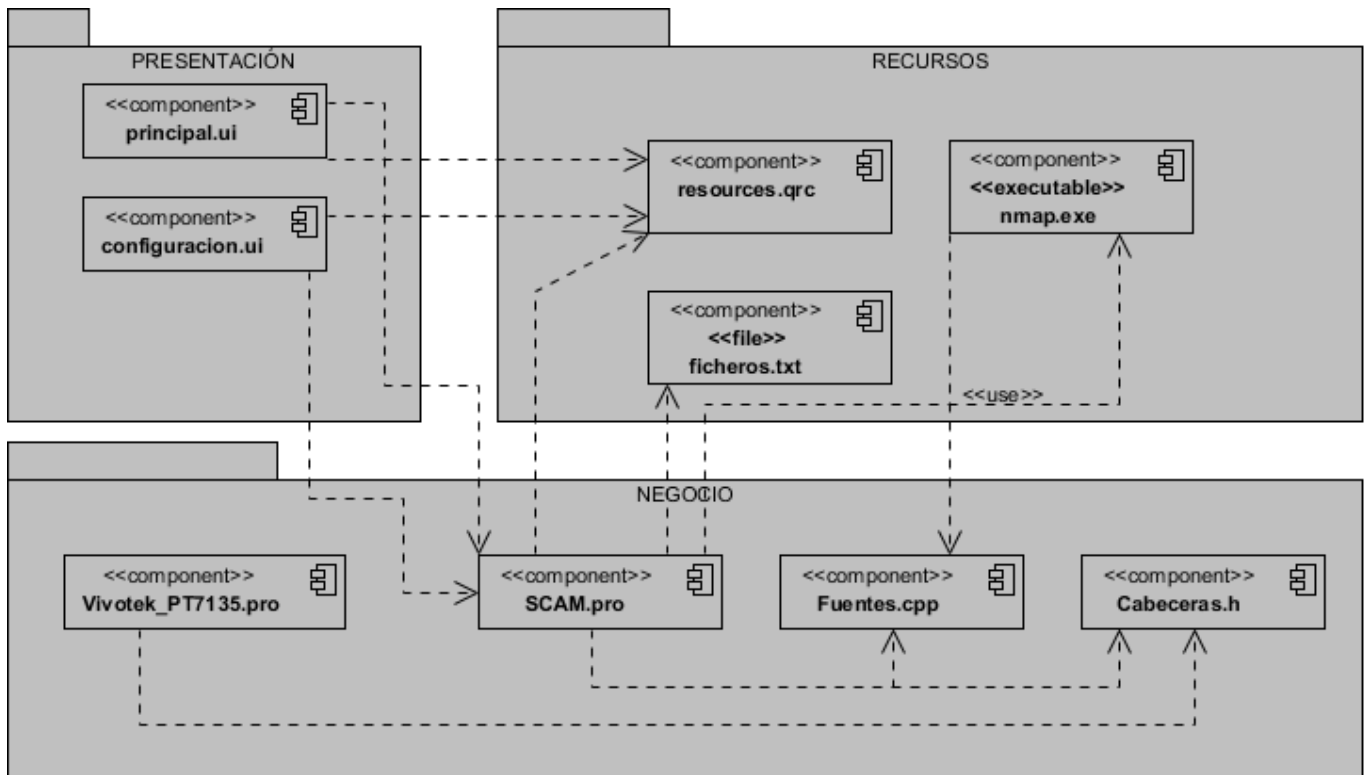 PRESENTACIÓN
<<component>>
principal.ui
<<component>>
configuracion.ui
RECURSOS
<<component>>
resources.qrc
<<component>>
<<executable>>
nmap.exe
<<component>>
<<file>>
ficheros.txt
<<use>>
NEGOCIO
<<component>>
Vivotek_PT7135.pro
<<component>>
SCAM.pro
<<component>>
Fuentes.cpp
<<component>>
Cabeceras.h